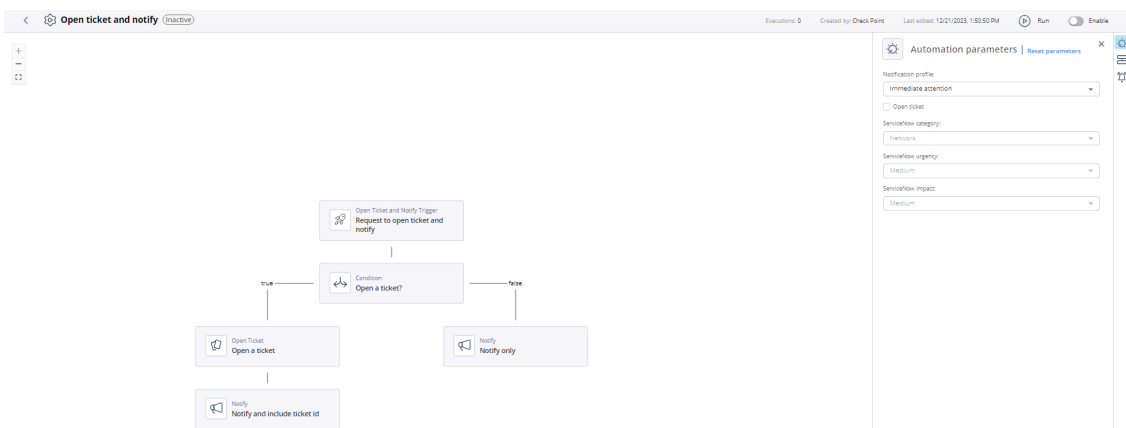 Open ticket and notify (Inactive)
Executions: 0 Created by: Check Point Last edited: 12/21/2023, 1:50:50 PM Run Enable
Automation parameters | Reset parameters
Notification profile:
Immediate attention
Open ticket
ServiceNow category:
Network
ServiceNow urgency:
Medium
ServiceNow impact:
Medium
Open Ticket and Notify Trigger
Request to open ticket and
notify
Condition
Open a ticket?
true
false
Open Ticket
Open a ticket
Notify
Notify only
Notify
Notify and include ticket id